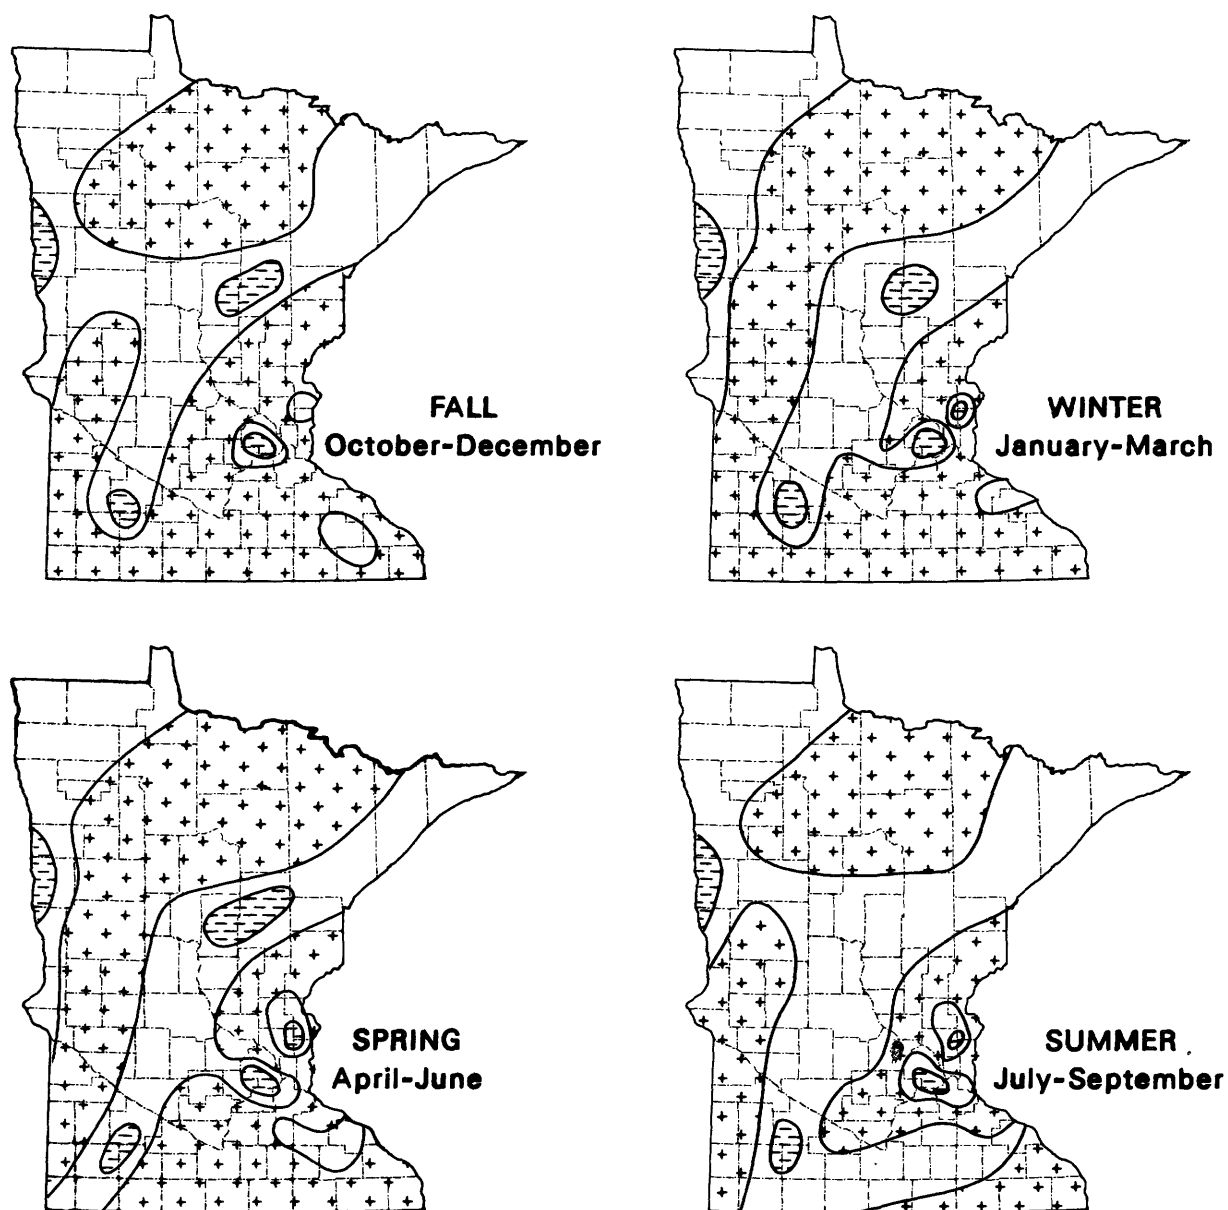 FALL
October-December
WINTER
January-March
SPRING
April-June
SUMMER
July-September